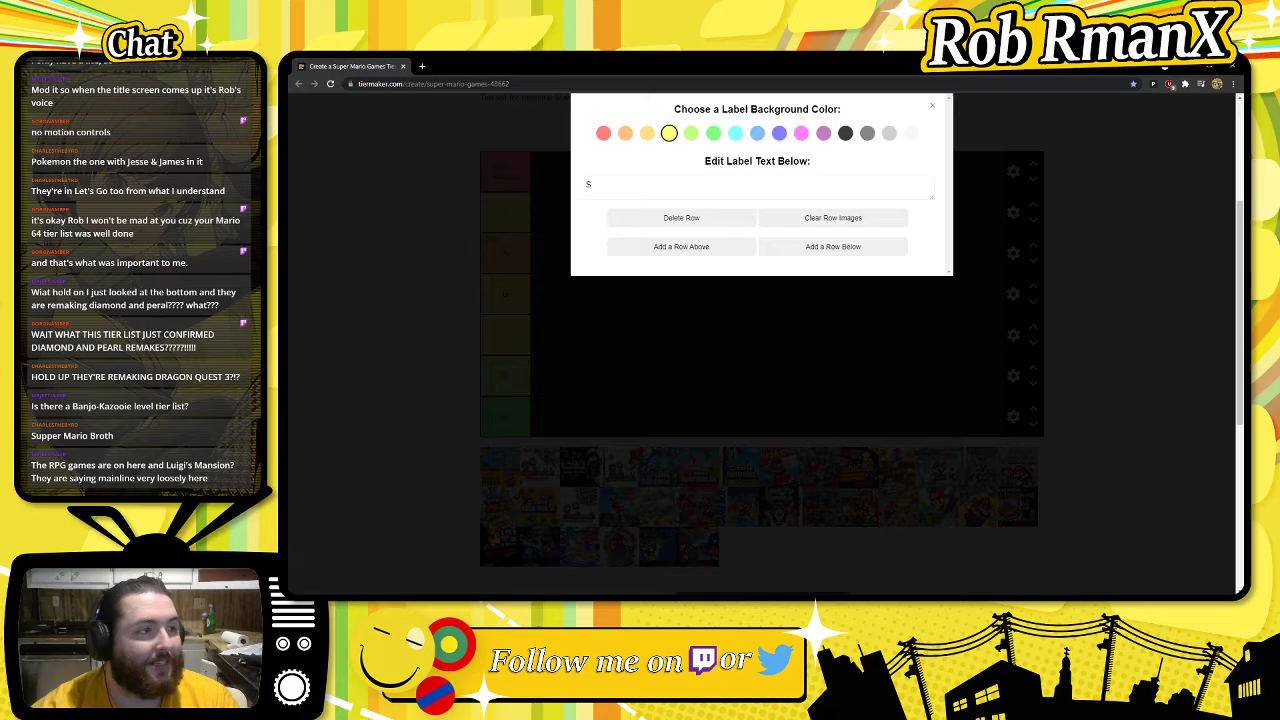 Chat
Rob RmanX
Mod it so when the title screen comes up it's Rob's
voice
GORONAMBER
no motion controls
CHARLESTHEBYRD
Pokemon the one with Jesse & James in it
CHARLESTHEBYRD
They're in Let's Go too from what I understand
GORONAMBER
it's okay Rob I won't be mad at you cuz your Mario
64 tier list was well done
GORONAMBER
and that's what was important to me
Wiat hold on I just looked at the bottom and they
are remaking diamond and peral???? what???
GORONAMBER
WAIT WHAT THIS TIER LIST JUST CONFIRMED
DIAMOND AND PEARL REMAKES?????!!!!!
CHARLESTHEBYRD
HOLD UP THEY'RE REMAKING DRAGON QUEST 3?!?
Is there a Banjo-Kazooie level tier list?
CHARLESTHEBYRD
Supper Mario Broth
The RPG games are on here and Luigi's Mansion?
They are saying mainline very loosely here
Create a Super Mario Games Tie
tiermaker.com/create/super-mario-games-48662
Choose a Label Background Color:
Edit Label Text Below:
S
Delete Row
Clear Row Images
Add a Row Above
Add a Row Below
Follow me on or